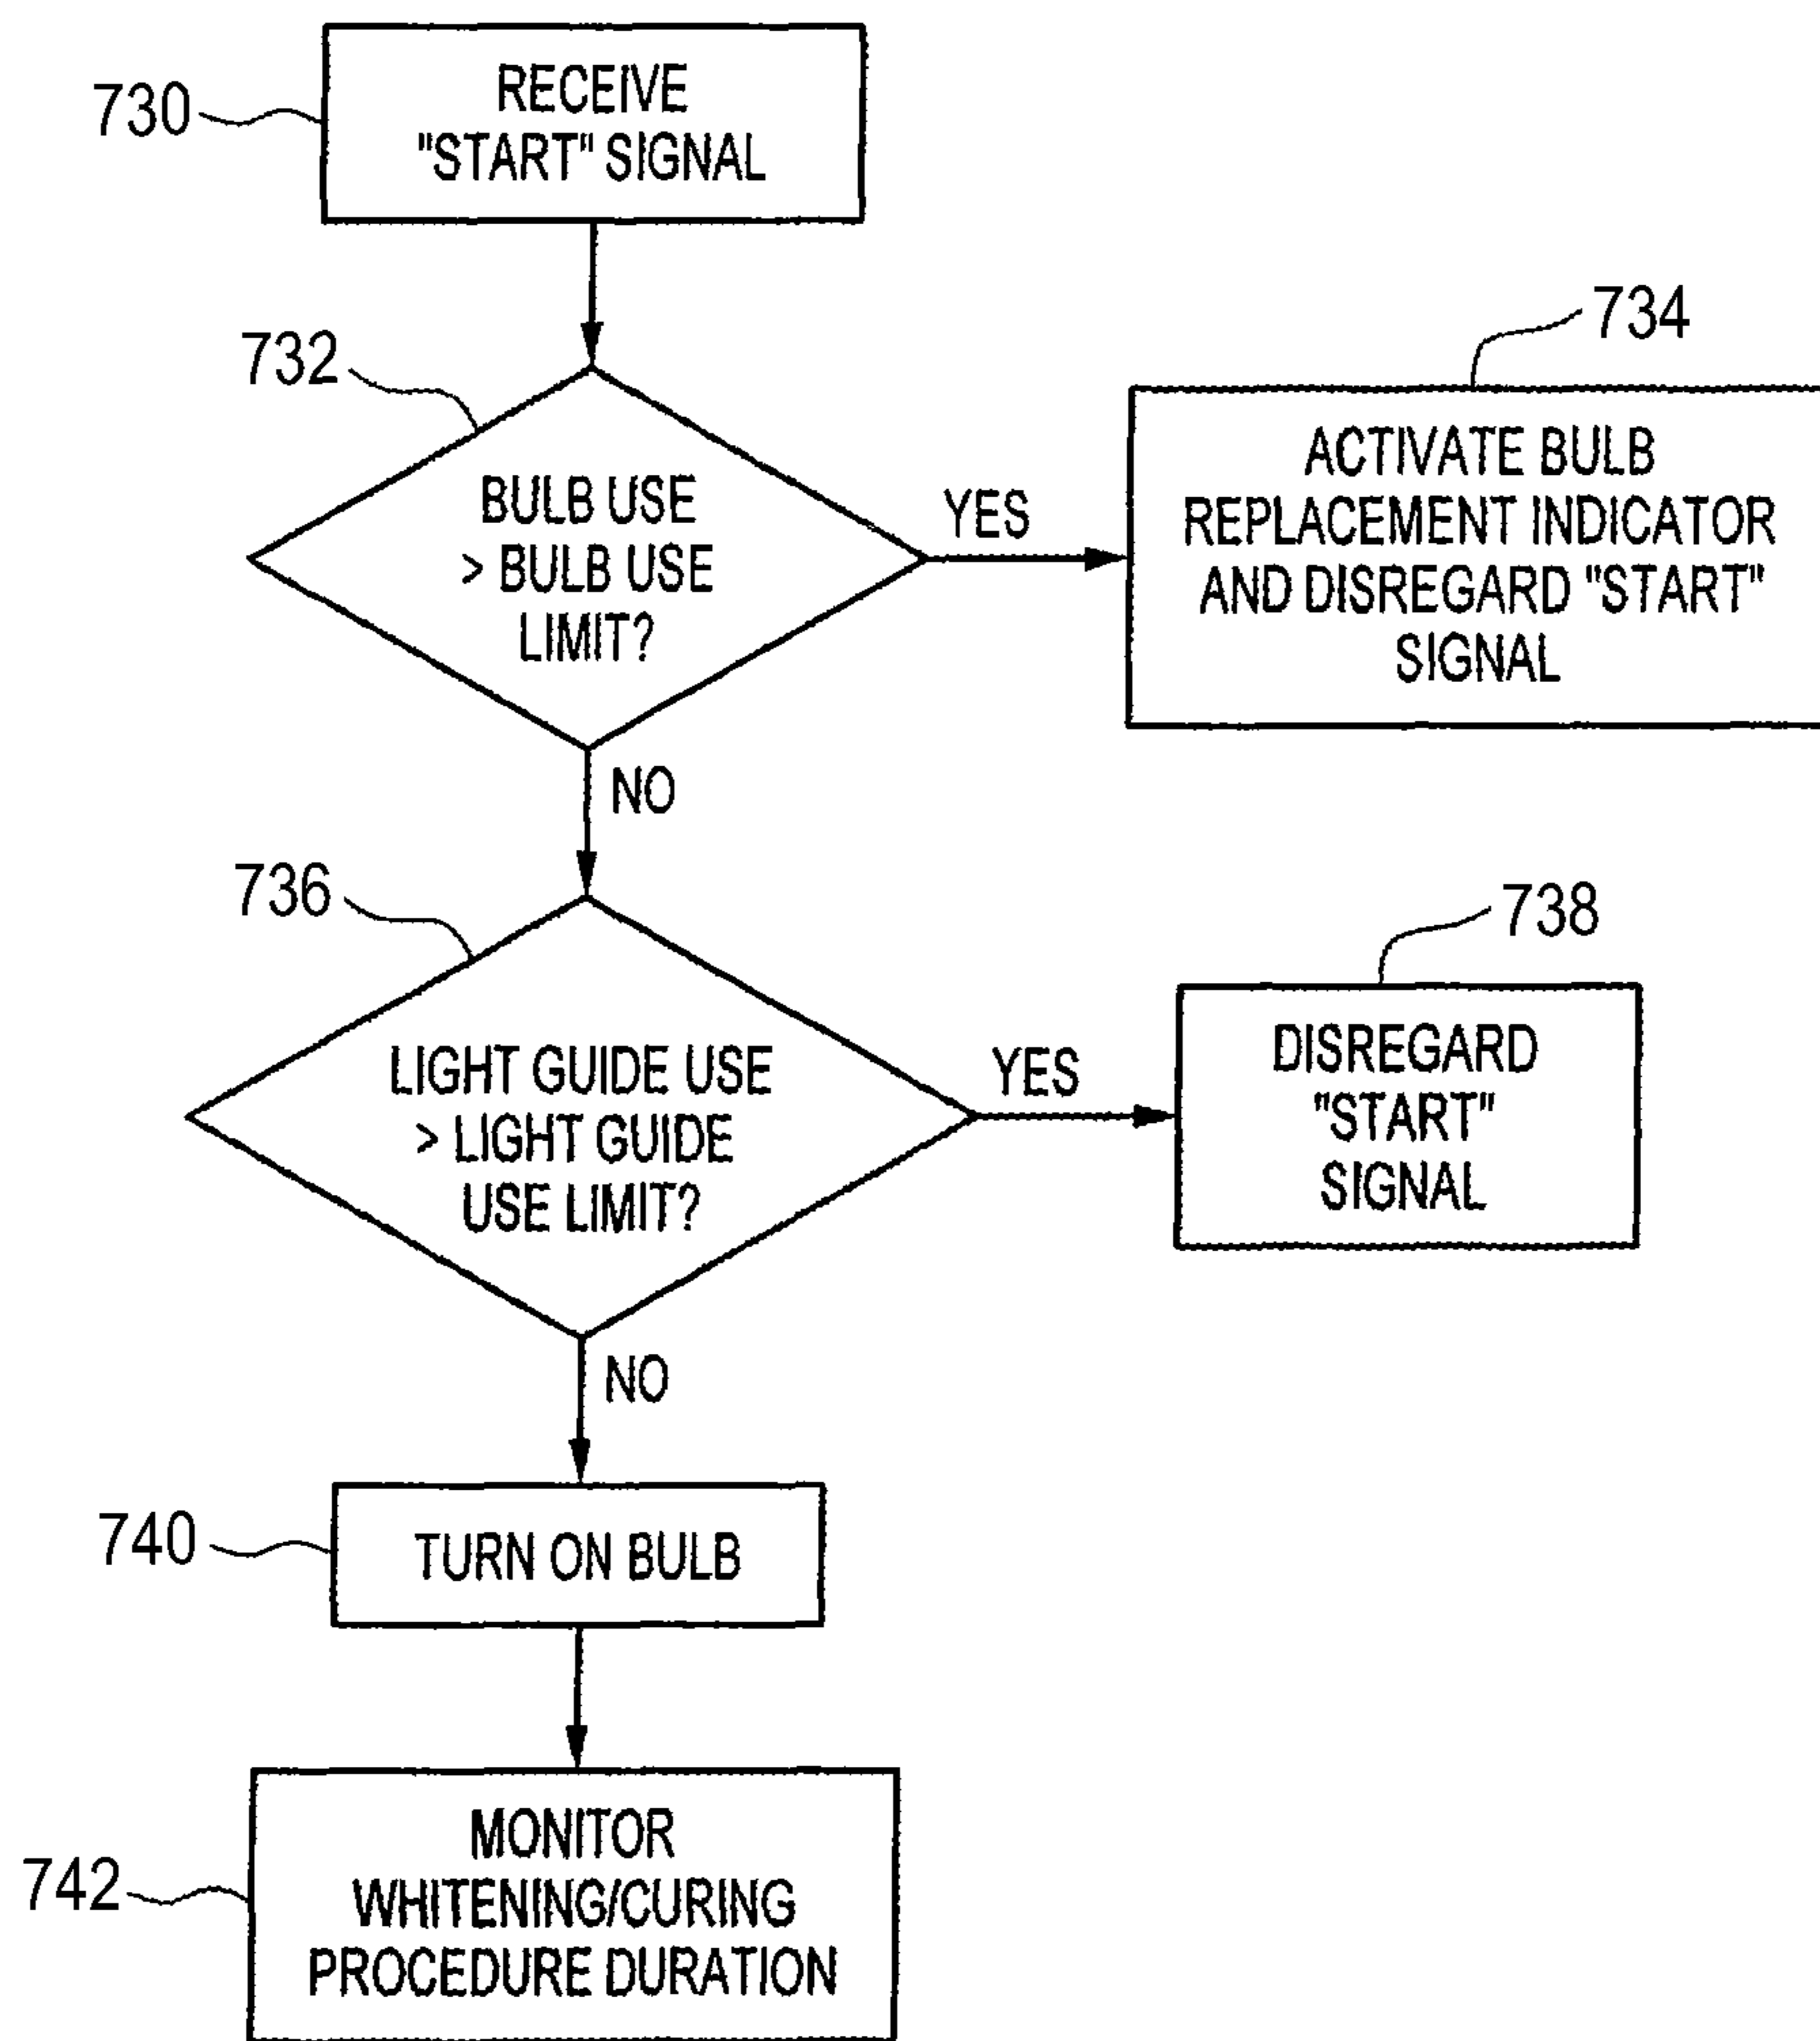 730
RECEIVE
"START" SIGNAL
732
BULB USE
> BULB USE
LIMIT?
YES
734
ACTIVATE BULB
REPLACEMENT INDICATOR
AND DISREGARD "START"
SIGNAL
NO
736
LIGHT GUIDE USE
> LIGHT GUIDE
USE LIMIT?
YES
738
DISREGARD
"START"
SIGNAL
NO
740
TURN ON BULB
742
MONITOR
WHITENING/CURING
PROCEDURE DURATION